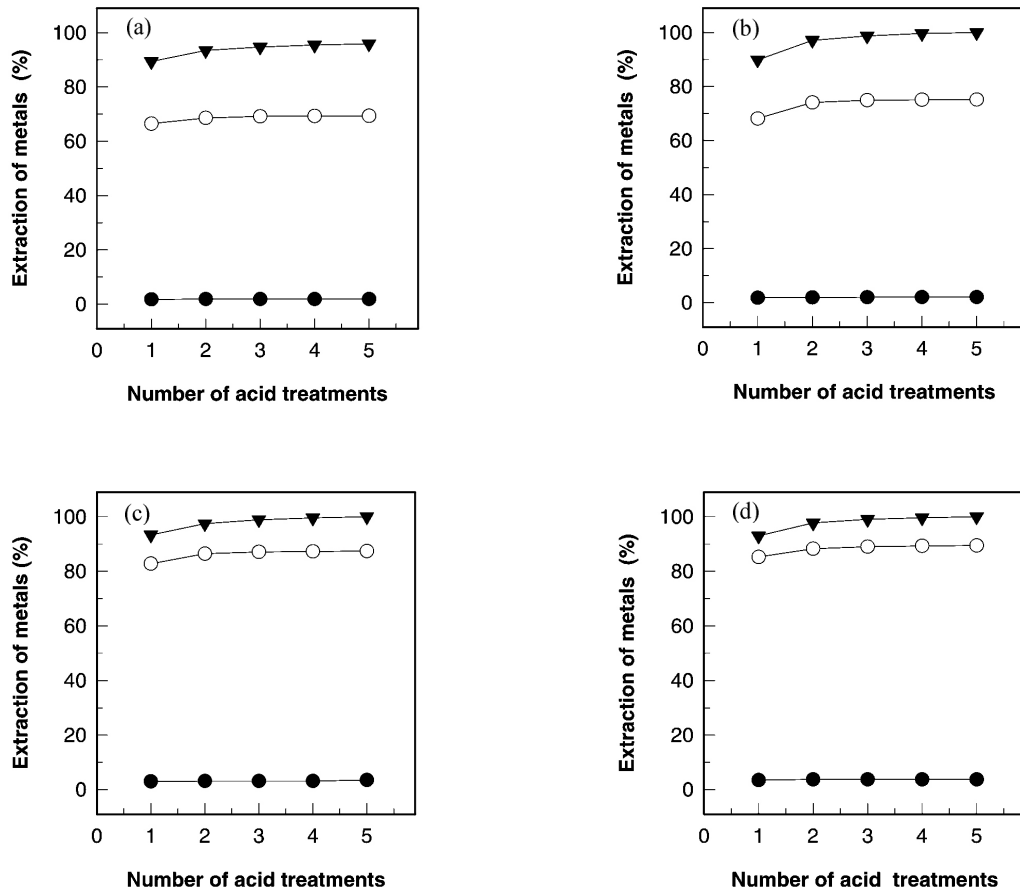 (a)
Extraction of metals (%)
100
80
60
40
20
0
0 1 2 3 4 5
Number of acid treatments
(b)
Extraction of metals (%)
100
80
60
40
20
0
0 1 2 3 4 5
Number of acid treatments
(c)
Extraction of metals (%)
100
80
60
40
20
0
0 1 2 3 4 5
Number of acid treatments
(d)
Extraction of metals (%)
100
80
60
40
20
0
0 1 2 3 4 5
Number of acid treatments